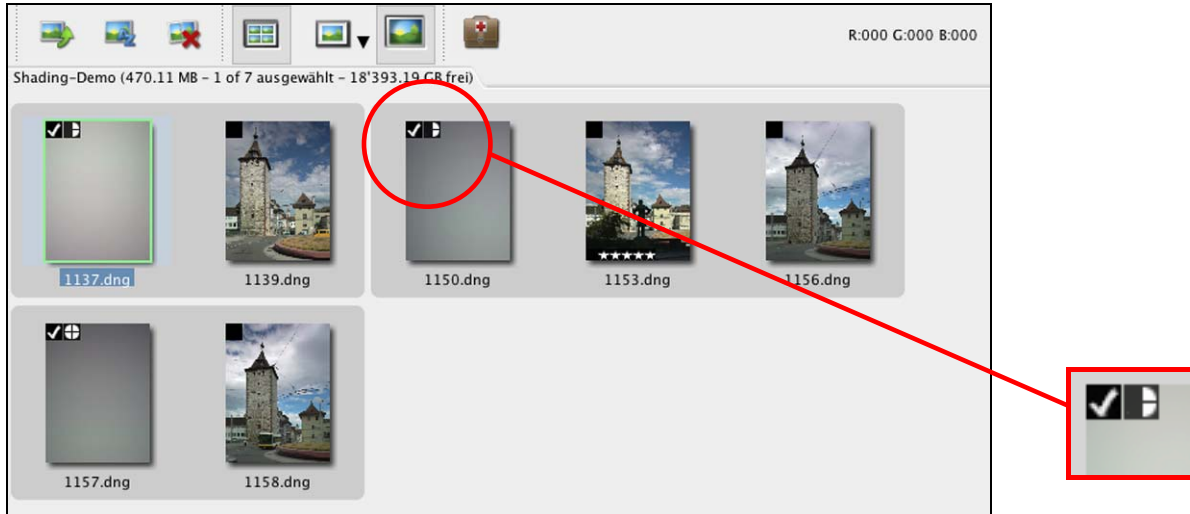 R:000 G:000 B:000
Shading-Demo (470.11 MB – 1 of 7 ausgewählt – 18'393.19 GB frei)
1137.dng
1139.dng
1150.dng
1153.dng
1156.dng
1157.dng
1158.dng